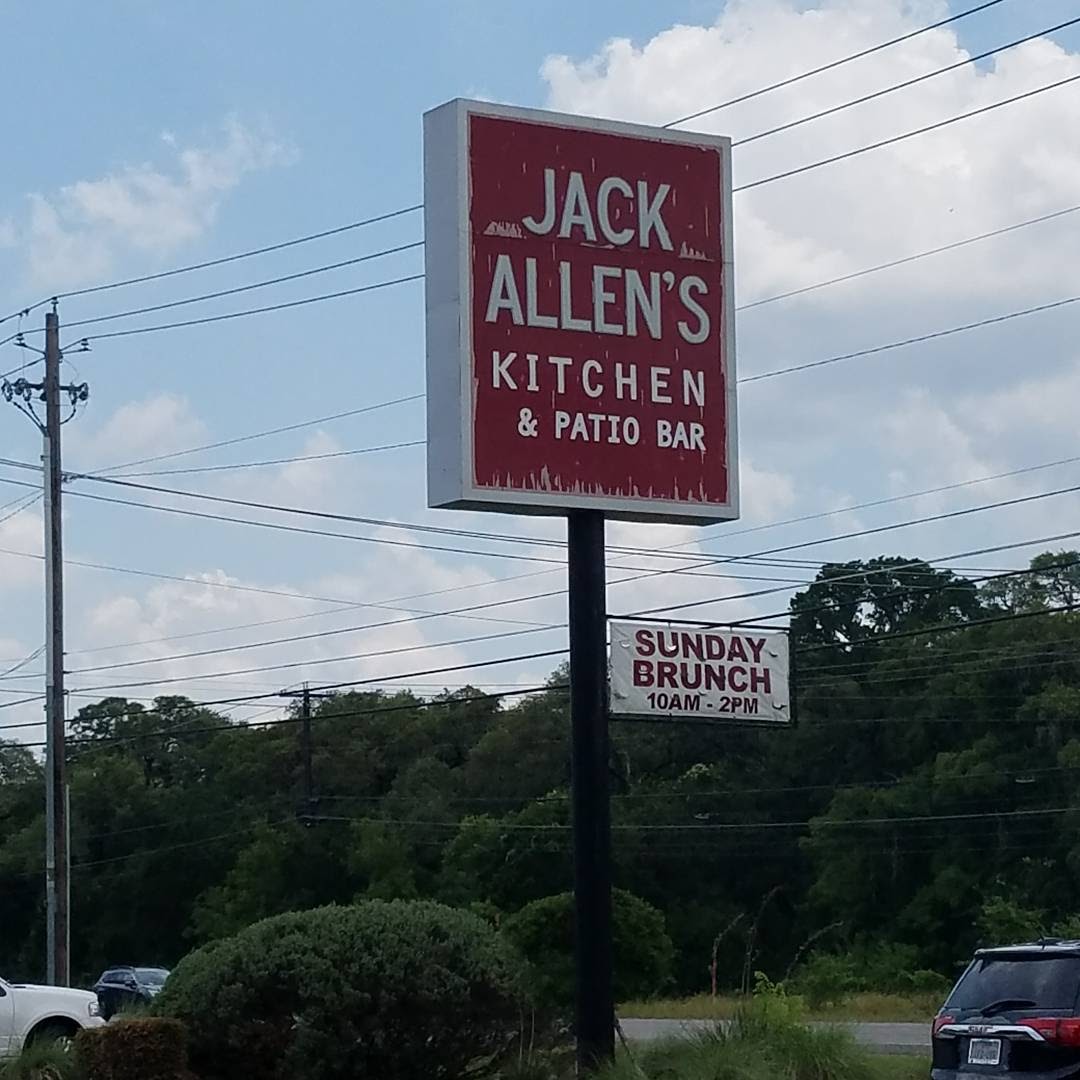 JACK
ALLEN'S
KITCHEN
& PATIO BAR
SUNDAY
BRUNCH
10AM - 2PM